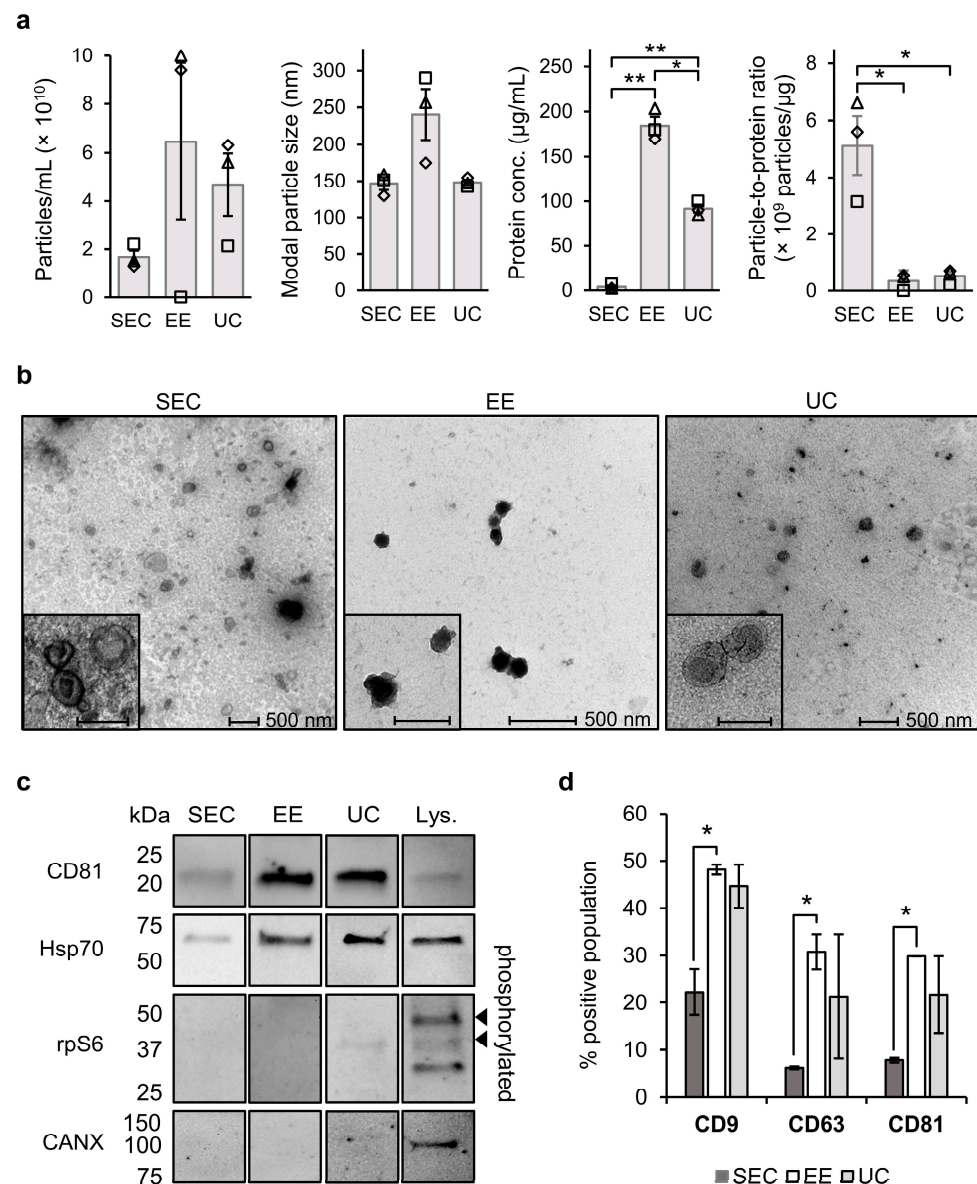 a
Particles/mL (× 10¹⁰)
10
8
6
4
2
0
SEC EE UC
Modal particle size (nm)
300
250
200
150
100
50
0
SEC EE UC
Protein conc. (µg/mL)
250
200
150
100
50
0
** 
**
*
SEC EE UC
Particle-to-protein ratio
(× 10⁹ particles/µg)
8
6
4
2
0
*
*
SEC EE UC
b
SEC EE UC
500 nm
500 nm
500 nm
c
kDa SEC EE UC Lys.
CD81
25
20
Hsp70
75
50
rpS6
50
37
25
phosphorylated
CANX
150
100
75
d
% positive population
60
50
40
30
20
10
0
*
*
*
CD9 CD63 CD81
SEC EE UC